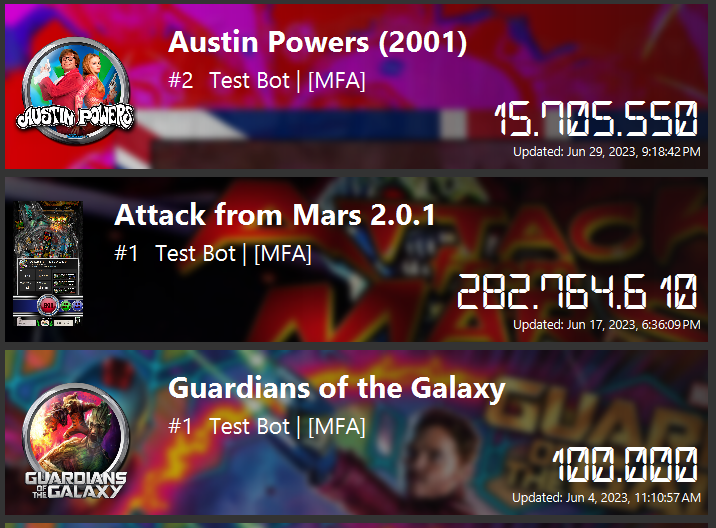 Austin Powers (2001)
#2 Test Bot | [MFA]
AUSTIN POWERS
15.705.550
Updated: Jun 29, 2023, 9:18:42 PM
Attack from Mars 2.0.1
#1 Test Bot | [MFA]
282.764.610
Updated: Jun 17, 2023, 6:36:09 PM
Guardians of the Galaxy
#1 Test Bot | [MFA]
GUARDIANS
OF THE GALAXY
100.000
Updated: Jun 4, 2023, 11:10:57 AM